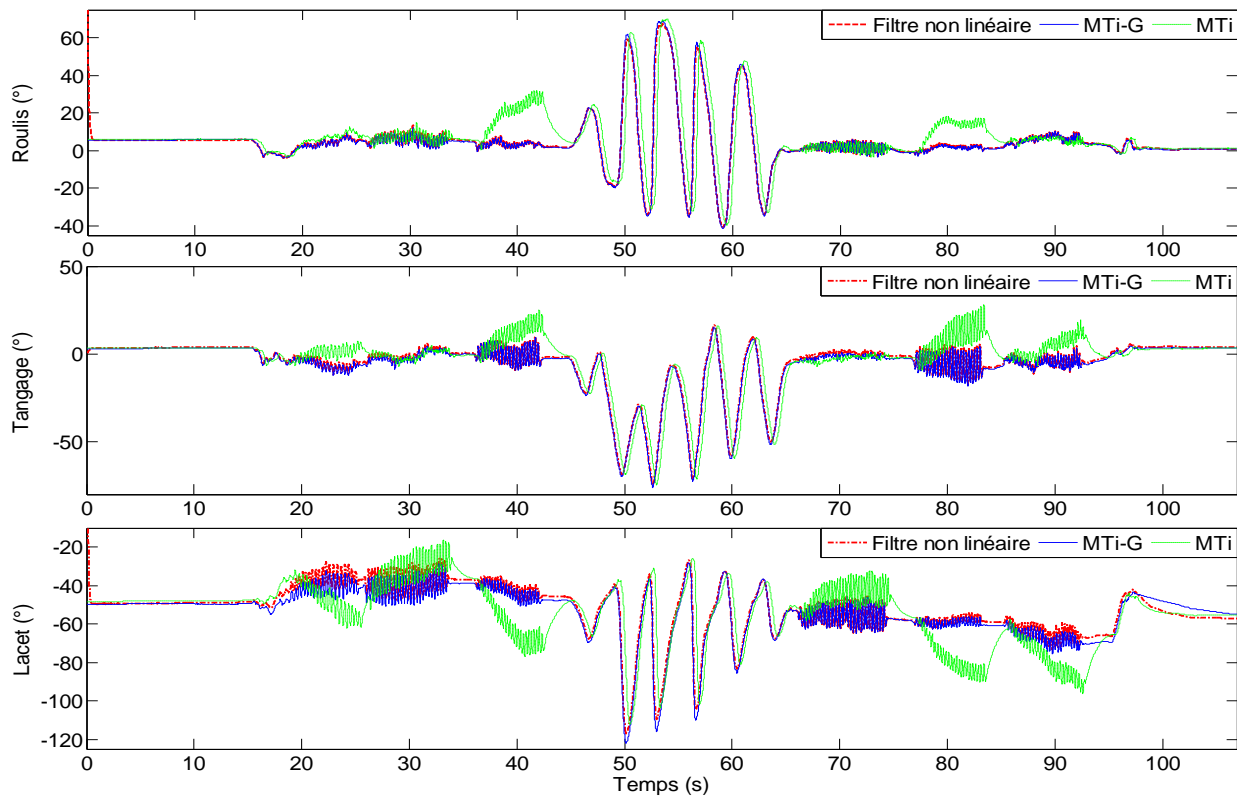 Filtre non linéaire MTi-G MTi
Roulis (°)
60
40
20
0
-20
-40
0 10 20 30 40 50 60 70 80 90 100
Filtre non linéaire MTi-G MTi
Tangage (°)
50
0
-50
0 10 20 30 40 50 60 70 80 90 100
Filtre non linéaire MTi-G MTi
Lacet (°)
-20
-40
-60
-80
-100
-120
0 10 20 30 40 50 60 70 80 90 100
Temps (s)